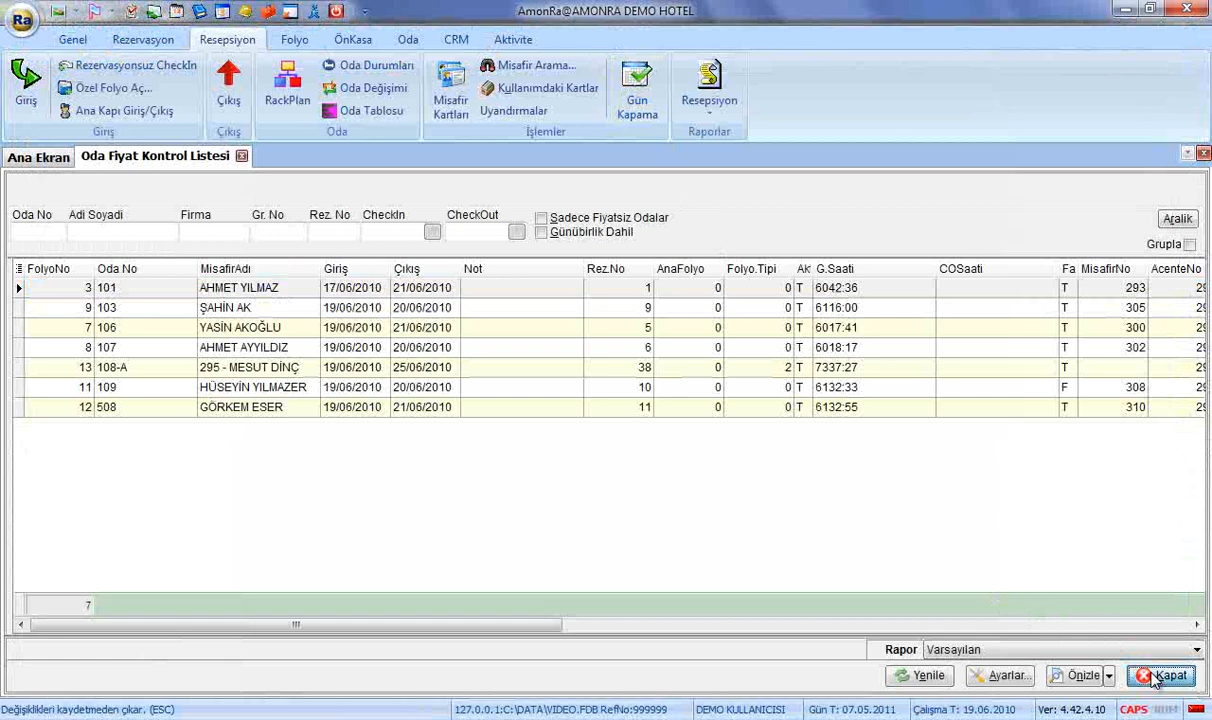 AmonRa@AMONRA DEMO HOTEL
Ra
Genel Rezervasyon Resepsiyon Folyo ÖnKasa Oda CRM Aktivite
Giriş
Rezervasyonsuz CheckIn
Özel Folyo Aç...
Ana Kapı Giriş/Çıkış
Giriş
Çıkış
Çıkış
RackPlan
Oda Durumları
Oda Değişimi
Oda Tablosu
Oda
Misafir Kartları
Misafir Arama...
Kullanımdaki Kartlar
Uyandırmalar
Gün Kapama
İşlemler
Resepsiyon
Raporlar
Ana Ekran Oda Fiyat Kontrol Listesi
Oda No Adi Soyadi Firma Gr. No Rez. No CheckIn CheckOut
Sadece Fiyatsiz Odalar
Günübirlik Dahil
Aralik
Grupla
FolyoNo Oda No MisafirAdı Giriş Çıkış Not Rez.No AnaFolyo Folyo.Tipi Ak G.Saati COSaati Fa MisafirNo AcenteNo
3 101 AHMET YILMAZ 17/06/2010 21/06/2010 1 0 0 T 6042:36 T 293 29
9 103 ŞAHİN AK 19/06/2010 20/06/2010 9 0 0 T 6116:00 T 305 29
7 106 YASİN AKOĞLU 19/06/2010 21/06/2010 5 0 0 T 6017:41 T 300 29
8 107 AHMET AYYILDIZ 19/06/2010 20/06/2010 6 0 0 T 6018:17 T 302 29
13 108-A 295 - MESUT DİNÇ 19/06/2010 25/06/2010 38 0 2 T 7337:27 T 29
11 109 HÜSEYİN YILMAZER 19/06/2010 20/06/2010 10 0 0 T 6132:33 F 308 29
12 508 GÖRKEM ESER 19/06/2010 21/06/2010 11 0 0 T 6132:55 T 310 29
7
Rapor Varsayılan
Yenile Ayarlar... Önizle Kapat
Değişiklikleri kaydetmeden çıkar. (ESC) 127.0.0.1:C:\DATA\VIDEO.FDB RefNo:999999 DEMO KULLANICISI Gün T: 07.05.2011 Çalişma T: 19.06.2010 Ver: 4.42.4.10 CAPS NUM